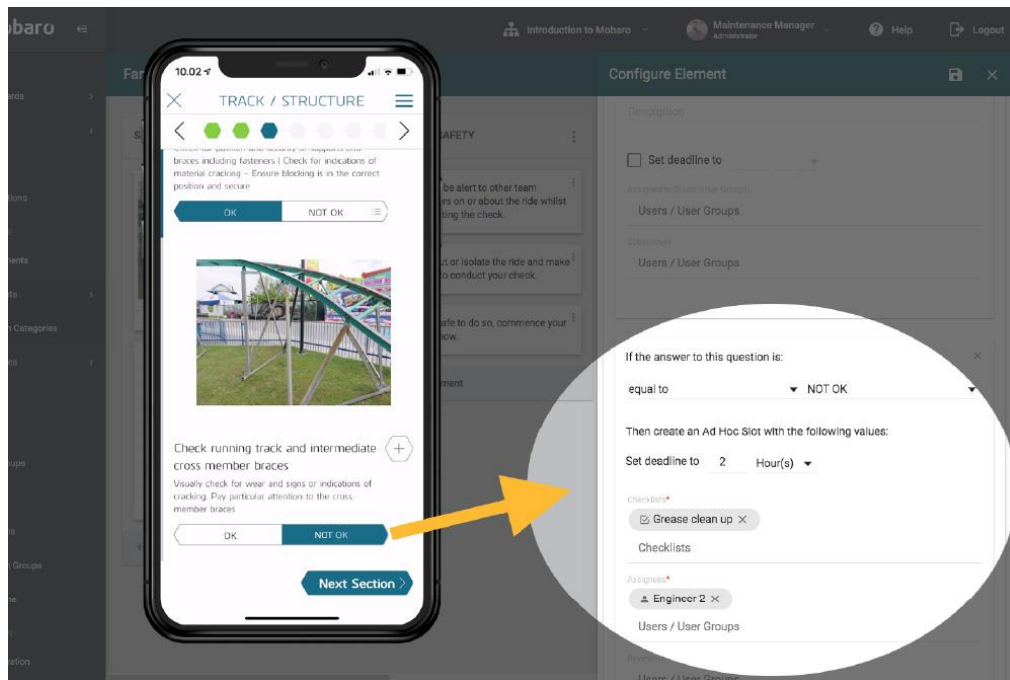 mobaro
Introduction to Mobaro
Maintenance Manager
Administrator
Help
Logout
Configure Element
Description
Set deadline to
Users / User Groups
Users / User Groups
SAFETY
be alert to other team
on or about the ride whilst
the check.
or isolate the ride and make
to conduct your check.
safe to do so, commence your
now.
Categories
Groups
10.02
TRACK / STRUCTURE
braces including fasteners | Check for indications of
material cracking – Ensure blocking is in the correct
position and secure
OK
NOT OK
Check running track and intermediate
cross member braces
Visually check for wear and signs or indications of
cracking. Pay particular attention to the cross
member braces
OK
NOT OK
Next Section
If the answer to this question is:
equal to
NOT OK
Then create an Ad Hoc Slot with the following values:
Set deadline to 2 Hour(s)
Checklists*
Grease clean up
Checklists
Assignees*
Engineer 2
Users / User Groups
Users / User Groups